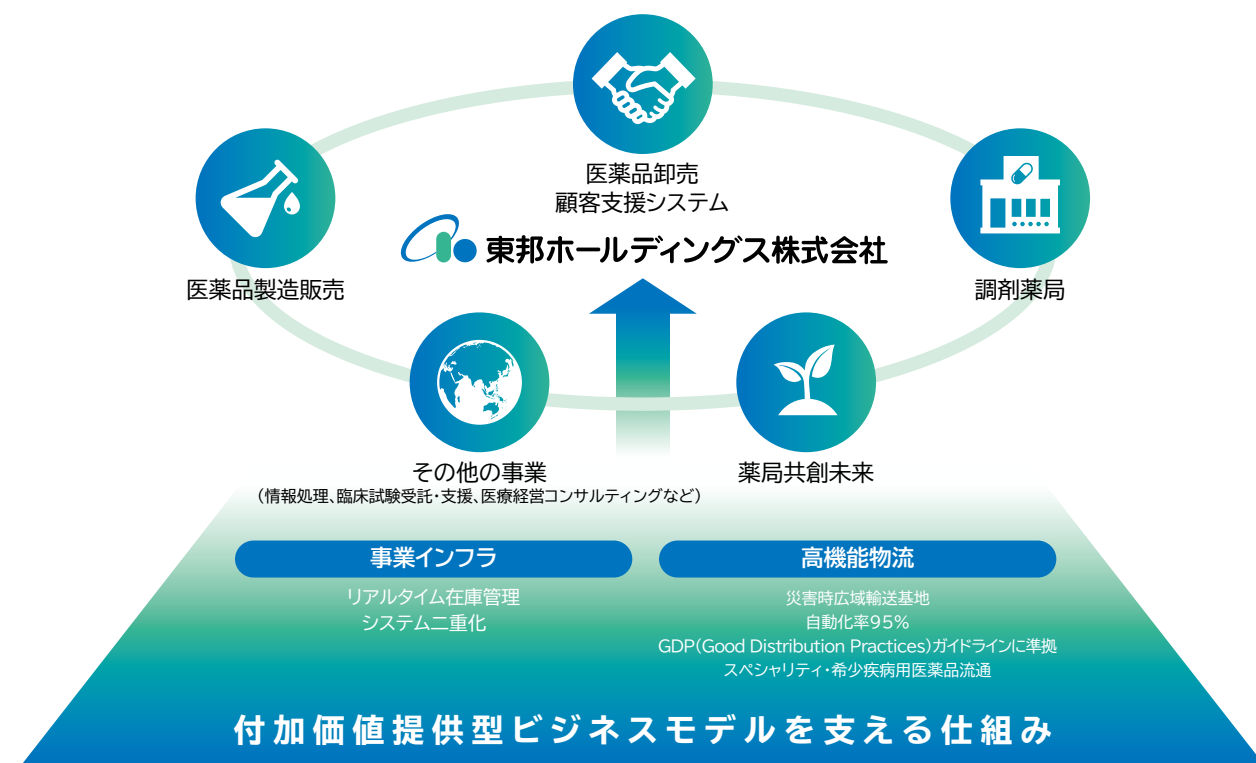 医薬品卸売
顧客支援システム
東邦ホールディングス株式会社
医薬品製造販売
調剤薬局
その他の事業
（情報処理、臨床試験受託・支援、医療経営コンサルティングなど）
薬局共創未来
事業インフラ
リアルタイム在庫管理
システム二重化
高機能物流
災害時広域輸送基地
自動化率95%
GDP(Good Distribution Practices)ガイドラインに準拠
スペシャリティ・希少疾病用医薬品流通
付加価値提供型ビジネスモデルを支える仕組み